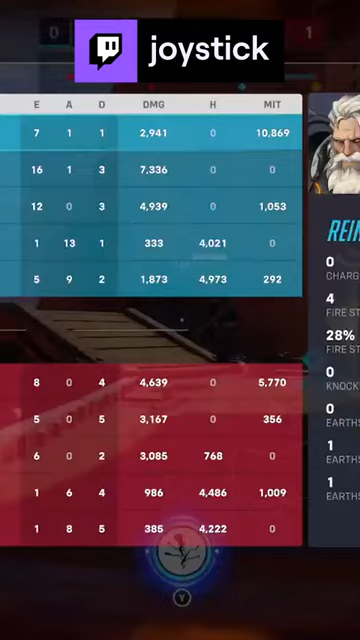 0
1
joystick
E A D DMG H MIT
7 1 1 2,941 0 10,869
16 1 3 7,336 0 0
12 0 3 4,939 0 1,053
1 13 1 333 4,021 0
5 9 2 1,873 4,973 292
8 0 4 4,639 0 5,770
5 0 5 3,167 0 356
6 0 2 3,085 768 0
1 6 4 986 4,486 1,009
1 8 5 385 4,222 0
REI
0
CHARG
4
FIRE ST
28%
FIRE ST
0
KNOCK
0
EARTHS
1
EARTHS
1
EARTHS
Y